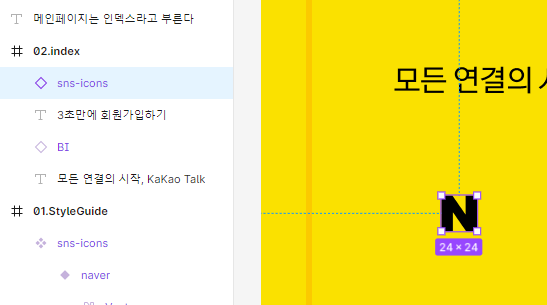 메인페이지는 인덱스라고 부른다
02.index
sns-icons
3초만에 회원가입하기
BI
모든 연결의 시작, KaKao Talk
01.StyleGuide
sns-icons
naver
모든 연결의
N
24 × 24